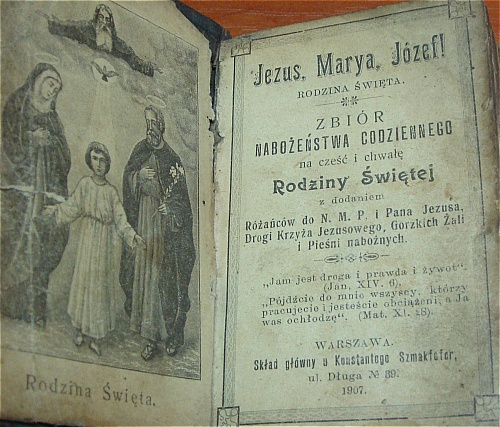 Rodzina Święta.
Jezus, Marya, Józef!
RODZINA ŚWIĘTA.
ZBIÓR
NABOŻEŃSTWA CODZIENNEGO
na cześć i chwałę
Rodziny Świętej
z dodaniem
Różańców do N. M. P. i Pana Jezusa,
Drogi Krzyża Jezusowego, Gorzkich Żali
i Pieśni nabożnych.
„Jam jest droga i prawda i żywot“.
(Jan, XIV. 6).
„Pójdźcie do mnie wszyscy, którzy
pracujecie i jesteście obciążeni, a Ja
was ochłodzę“. (Mat. XI. 28).
WARSZAWA.
Skład główny u Konstantego Szmakfefer,
ul. Długa № 39.
1907.